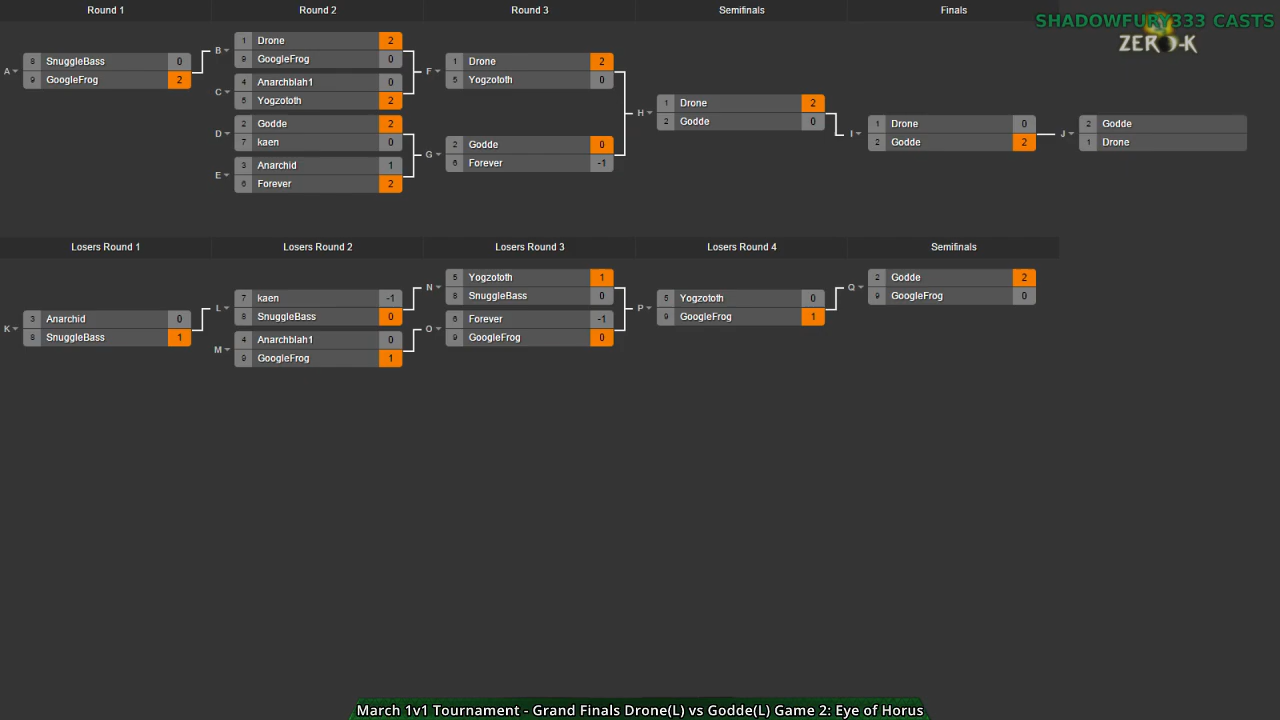 Round 1
Round 2
Round 3
Semifinals
Finals
SHADOWFURY333 CASTS
ZERO-K
A
8 SnuggleBass 0
9 GoogleFrog 2
B
1 Drone 2
9 GoogleFrog 0
C
4 Anarchblah1 0
5 Yogzototh 2
D
2 Godde 2
7 kaen 0
E
3 Anarchid 1
6 Forever 2
F
1 Drone 2
5 Yogzototh 0
G
2 Godde 0
6 Forever -1
H
1 Drone 2
2 Godde 0
I
1 Drone 0
2 Godde 2
J
2 Godde
1 Drone
Losers Round 1
Losers Round 2
Losers Round 3
Losers Round 4
Semifinals
K
3 Anarchid 0
8 SnuggleBass 1
L
7 kaen -1
8 SnuggleBass 0
M
4 Anarchblah1 0
9 GoogleFrog 1
N
5 Yogzototh 1
8 SnuggleBass 0
O
6 Forever -1
9 GoogleFrog 0
P
5 Yogzototh 0
9 GoogleFrog 1
Q
2 Godde 2
9 GoogleFrog 0
March 1v1 Tournament - Grand Finals Drone(L) vs Godde(L) Game 2: Eye of Horus